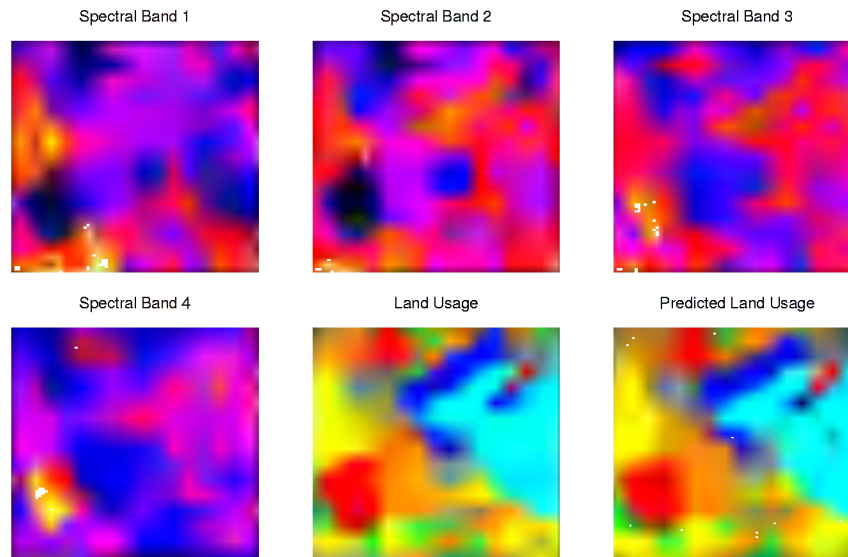 Spectral Band 1
Spectral Band 2
Spectral Band 3
Spectral Band 4
Land Usage
Predicted Land Usage